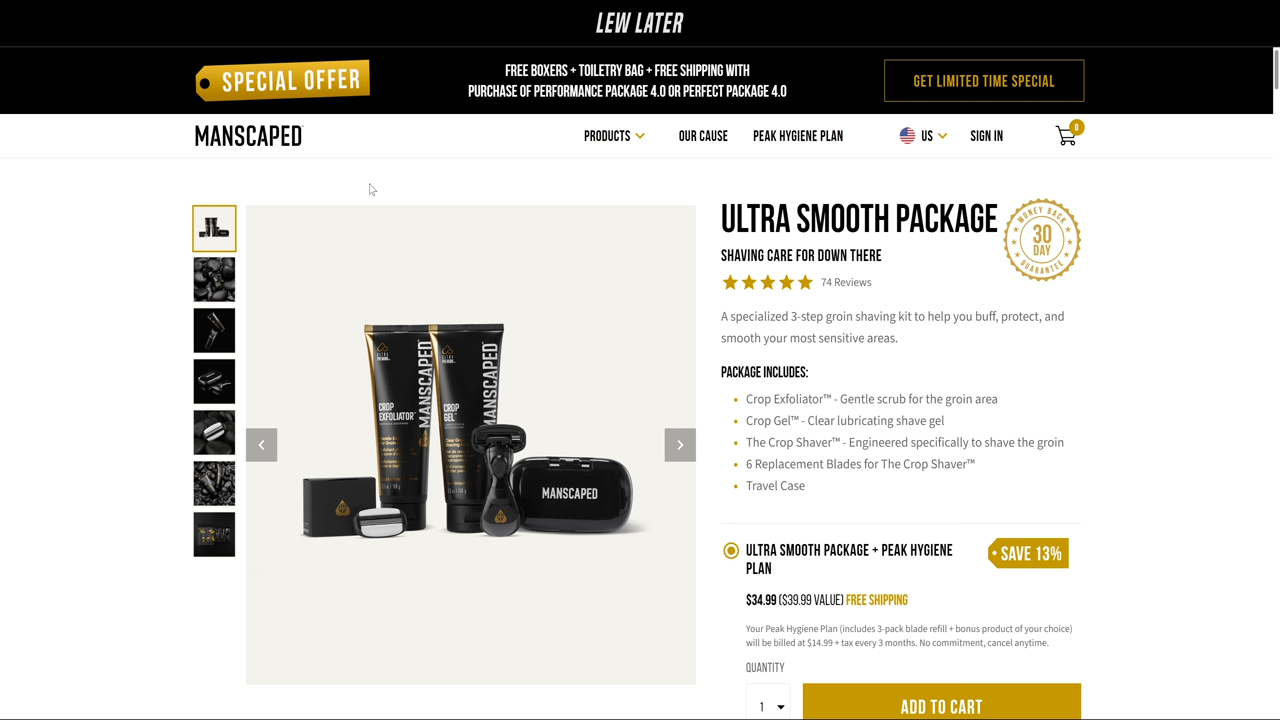 LEW LATER
SPECIAL OFFER
FREE BOXERS + TOILETRY BAG + FREE SHIPPING WITH
PURCHASE OF PERFORMANCE PACKAGE 4.0 OR PERFECT PACKAGE 4.0
GET LIMITED TIME SPECIAL
MANSCAPED
PRODUCTS
OUR CAUSE
PEAK HYGIENE PLAN
US
SIGN IN
0
ULTRA SMOOTH PACKAGE
MONEY BACK
30
DAY
GUARANTEE
SHAVING CARE FOR DOWN THERE
74 Reviews
A specialized 3-step groin shaving kit to help you buff, protect, and
smooth your most sensitive areas.
PACKAGE INCLUDES:
• Crop Exfoliator™ - Gentle scrub for the groin area
• Crop Gel™ - Clear lubricating shave gel
• The Crop Shaver™ - Engineered specifically to shave the groin
• 6 Replacement Blades for The Crop Shaver™
• Travel Case
MANSCAPED
CROP
EXFOLIATOR
MANSCAPED
CROP
GEL
MANSCAPED
ULTRA SMOOTH PACKAGE + PEAK HYGIENE
PLAN
SAVE 13%
$34.99 ($39.99 VALUE) FREE SHIPPING
Your Peak Hygiene Plan (includes 3-pack blade refill + bonus product of your choice)
will be billed at $14.99 + tax every 3 months. No commitment, cancel anytime.
QUANTITY
1
ADD TO CART